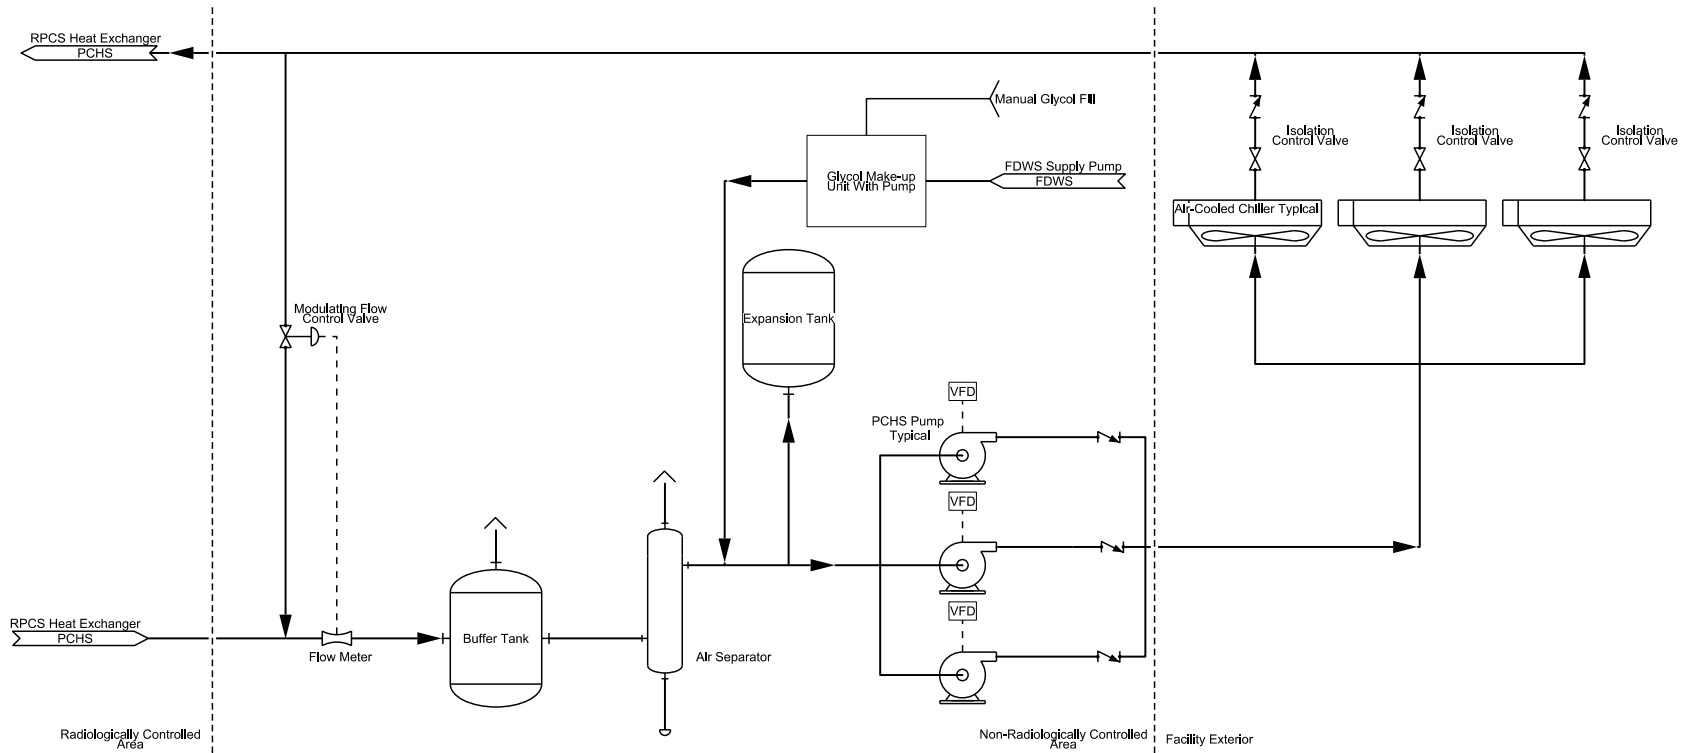 RPCS Heat Exchanger
PCHS
Manual Glycol Fill
Isolation
Control Valve
Isolation
Control Valve
Isolation
Control Valve
FDWS Supply Pump
FDWS
Glycol Make-up
Unit With Pump
Air-Cooled Chiller Typical
Modulating Flow
Control Valve
Expansion Tank
VFD
PCHS Pump
Typical
VFD
VFD
RPCS Heat Exchanger
PCHS
Buffer Tank
Flow Meter
Air Separator
Radiologically Controlled
Area
Non-Radiologically Controlled
Area
Facility Exterior